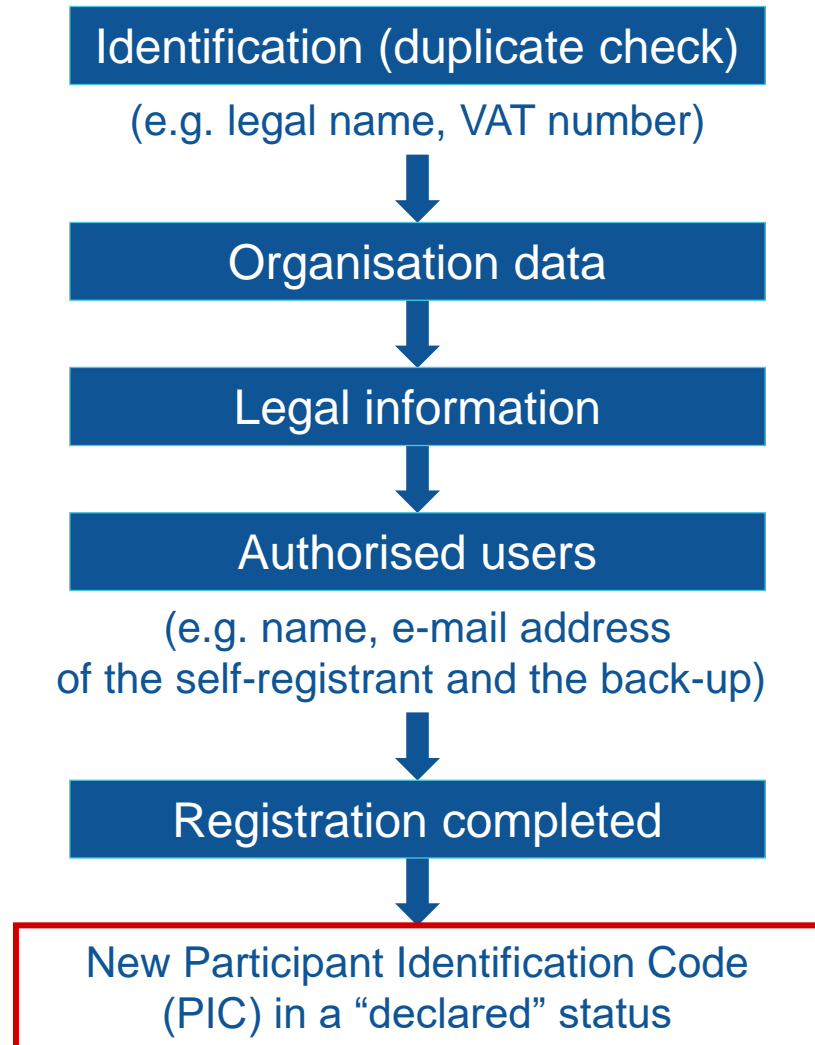 Identification (duplicate check)
(e.g. legal name, VAT number)
Organisation data
Legal information
Authorised users
(e.g. name, e-mail address
of the self-registrant and the back-up)
Registration completed
New Participant Identification Code
(PIC) in a “declared” status